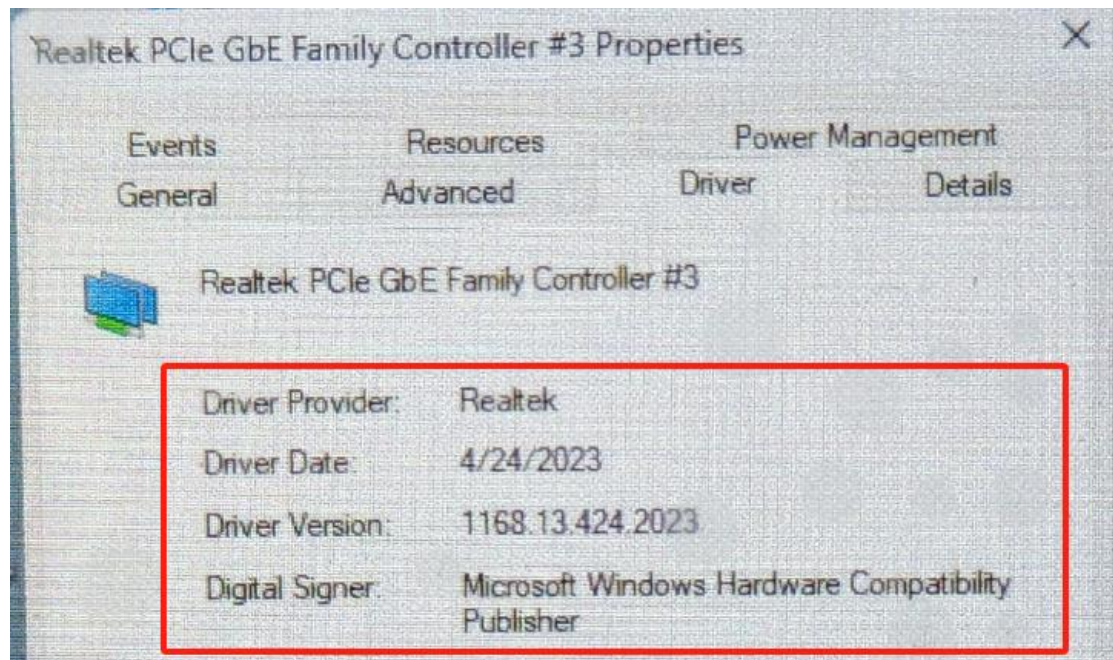 Realtek PCIe GbE Family Controller #3 Properties
Events Resources Power Management
General Advanced Driver Details
Realtek PCIe GbE Family Controller #3
Driver Provider: Realtek
Driver Date: 4/24/2023
Driver Version: 1168.13.424.2023
Digital Signer: Microsoft Windows Hardware Compatibility
Publisher